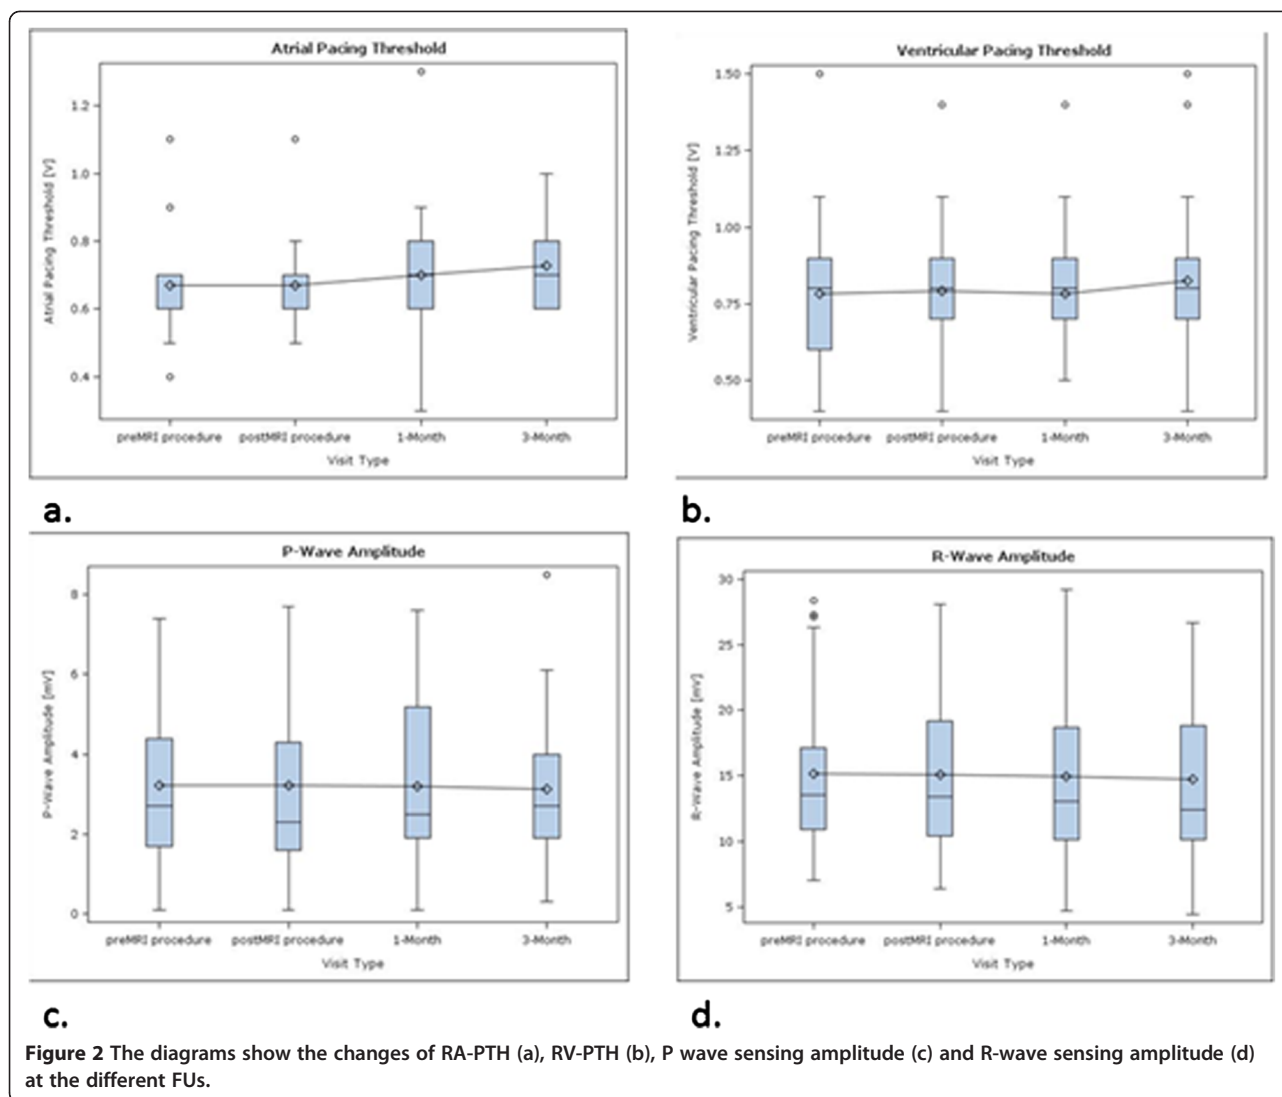 Atrial Pacing Threshold
Atrial Pacing Threshold [V]
1.2
1.0
0.8
0.6
0.4
preMRI procedure postMRI procedure 1-Month 3-Month
Visit Type
a.
Ventricular Pacing Threshold
Ventricular Pacing Threshold [V]
1.50
1.25
1.00
0.75
0.50
preMRI procedure postMRI procedure 1-Month 3-Month
Visit Type
b.
P-Wave Amplitude
P-Wave Amplitude [mV]
8
6
4
2
0
preMRI procedure postMRI procedure 1-Month 3-Month
Visit Type
c.
R-Wave Amplitude
R-Wave Amplitude [mV]
30
25
20
15
10
5
preMRI procedure postMRI procedure 1-Month 3-Month
Visit Type
d.
Figure 2 The diagrams show the changes of RA-PTH (a), RV-PTH (b), P wave sensing amplitude (c) and R-wave sensing amplitude (d)
at the different FUs.